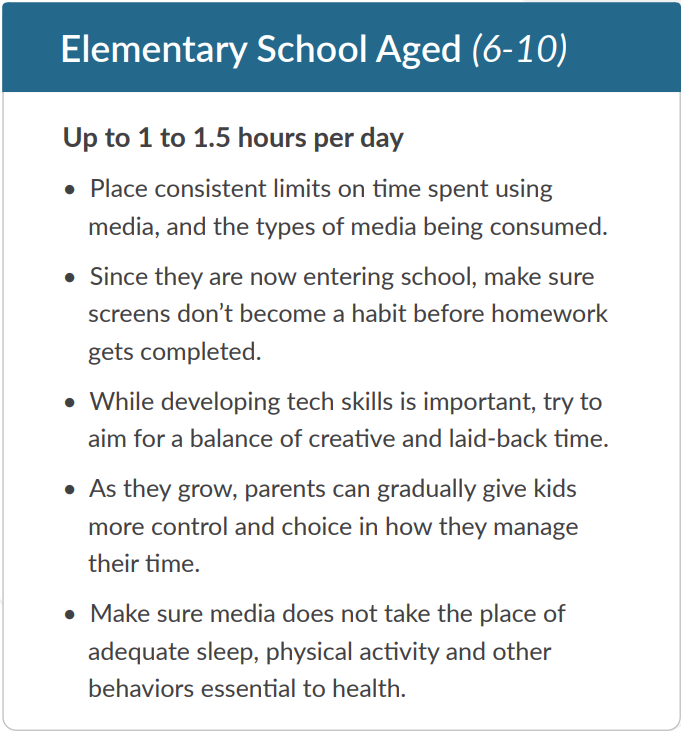 Elementary School Aged (6-10)
Up to 1 to 1.5 hours per day
• Place consistent limits on time spent using
media, and the types of media being consumed.
• Since they are now entering school, make sure
screens don’t become a habit before homework
gets completed.
• While developing tech skills is important, try to
aim for a balance of creative and laid-back time.
• As they grow, parents can gradually give kids
more control and choice in how they manage
their time.
• Make sure media does not take the place of
adequate sleep, physical activity and other
behaviors essential to health.